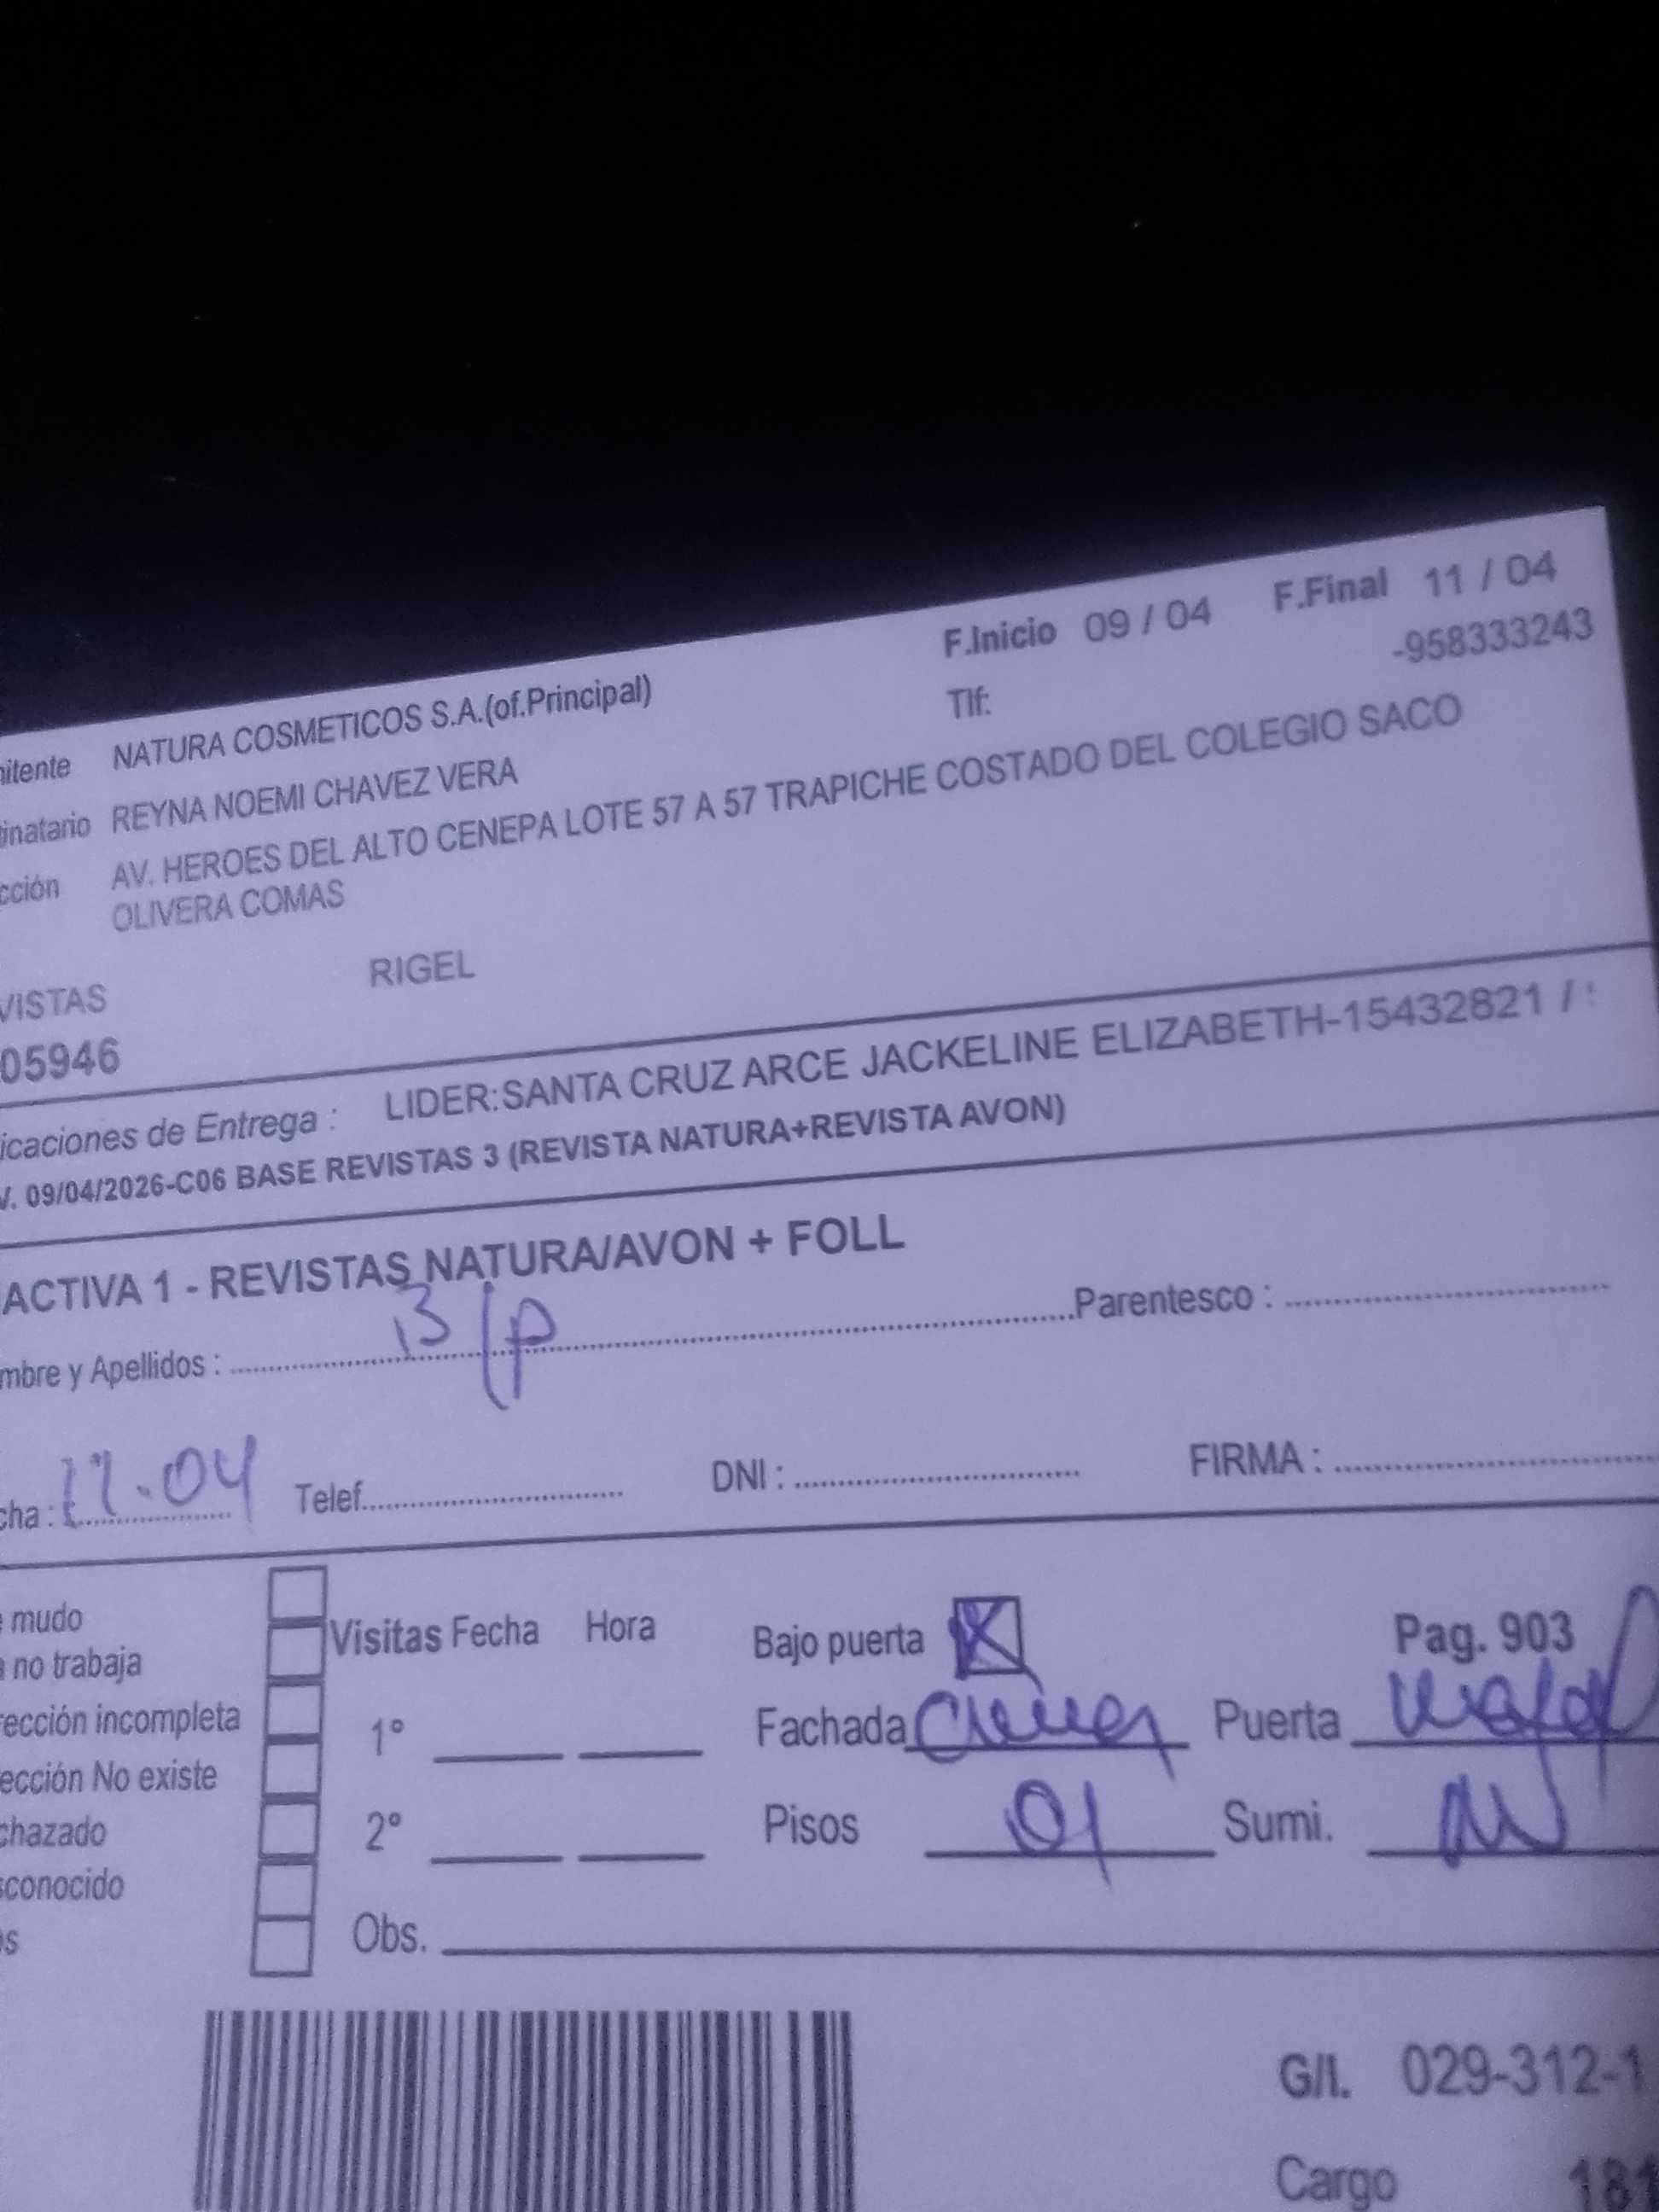 F.Inicio 09 / 04 F.Final 11 / 04
itente NATURA COSMETICOS S.A.(of.Principal) Tlf: -958333243
inatario REYNA NOEMI CHAVEZ VERA
cción AV. HEROES DEL ALTO CENEPA LOTE 57 A 57 TRAPICHE COSTADO DEL COLEGIO SACO
OLIVERA COMAS
VISTAS RIGEL
05946
icaciones de Entrega : LIDER:SANTA CRUZ ARCE JACKELINE ELIZABETH-15432821 /
V. 09/04/2026-C06 BASE REVISTAS 3 (REVISTA NATURA+REVISTA AVON)
ACTIVA 1 - REVISTAS NATURA/AVON + FOLL
mbre y Apellidos : B/p Parentesco :
cha : 11.04 Telef. DNI : FIRMA :
mudo
no trabaja Visitas Fecha Hora Bajo puerta X Pag. 903
ección incompleta 1° Fachada Puerta
ección No existe
chazado 2° Pisos 01 Sumi.
sconocido
s Obs.
G/I. 029-312-1
Cargo 181